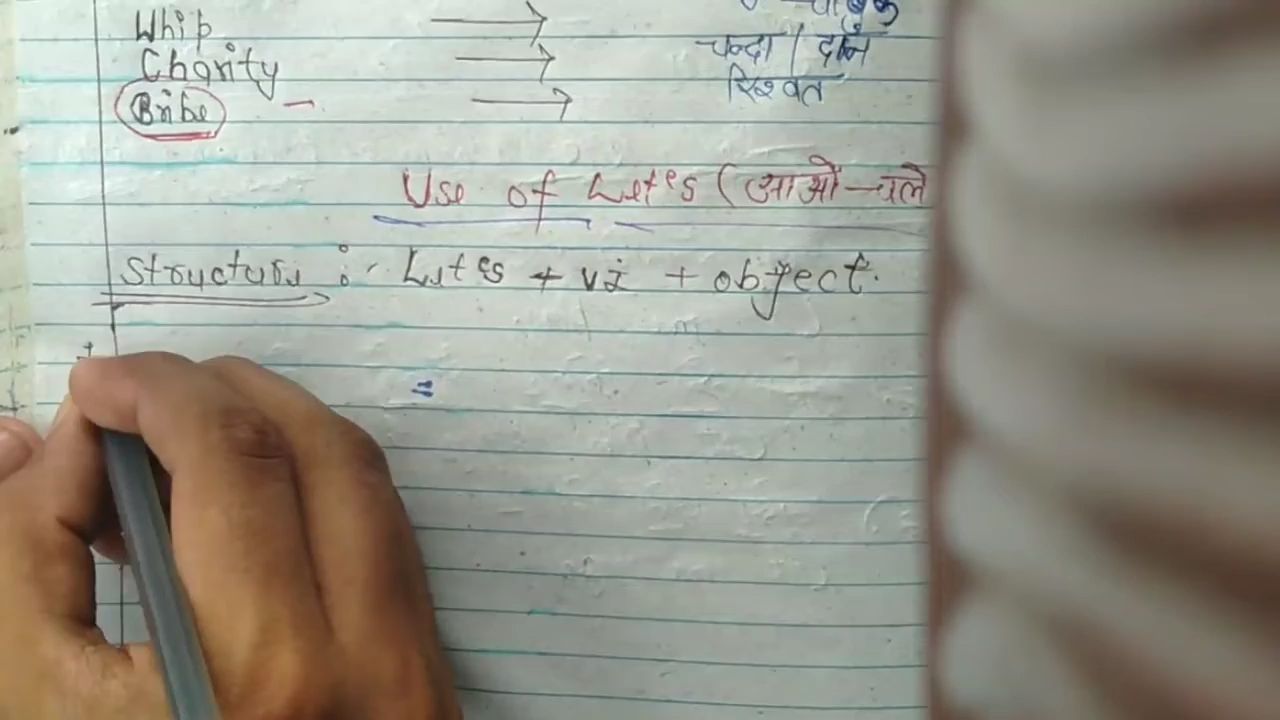 Whip → चाबुक
Charity → चन्दा / दान
Bribe – → रिश्वत
Use of Let's (आओ-चले
Structure :- Let's + V1 + object.
=